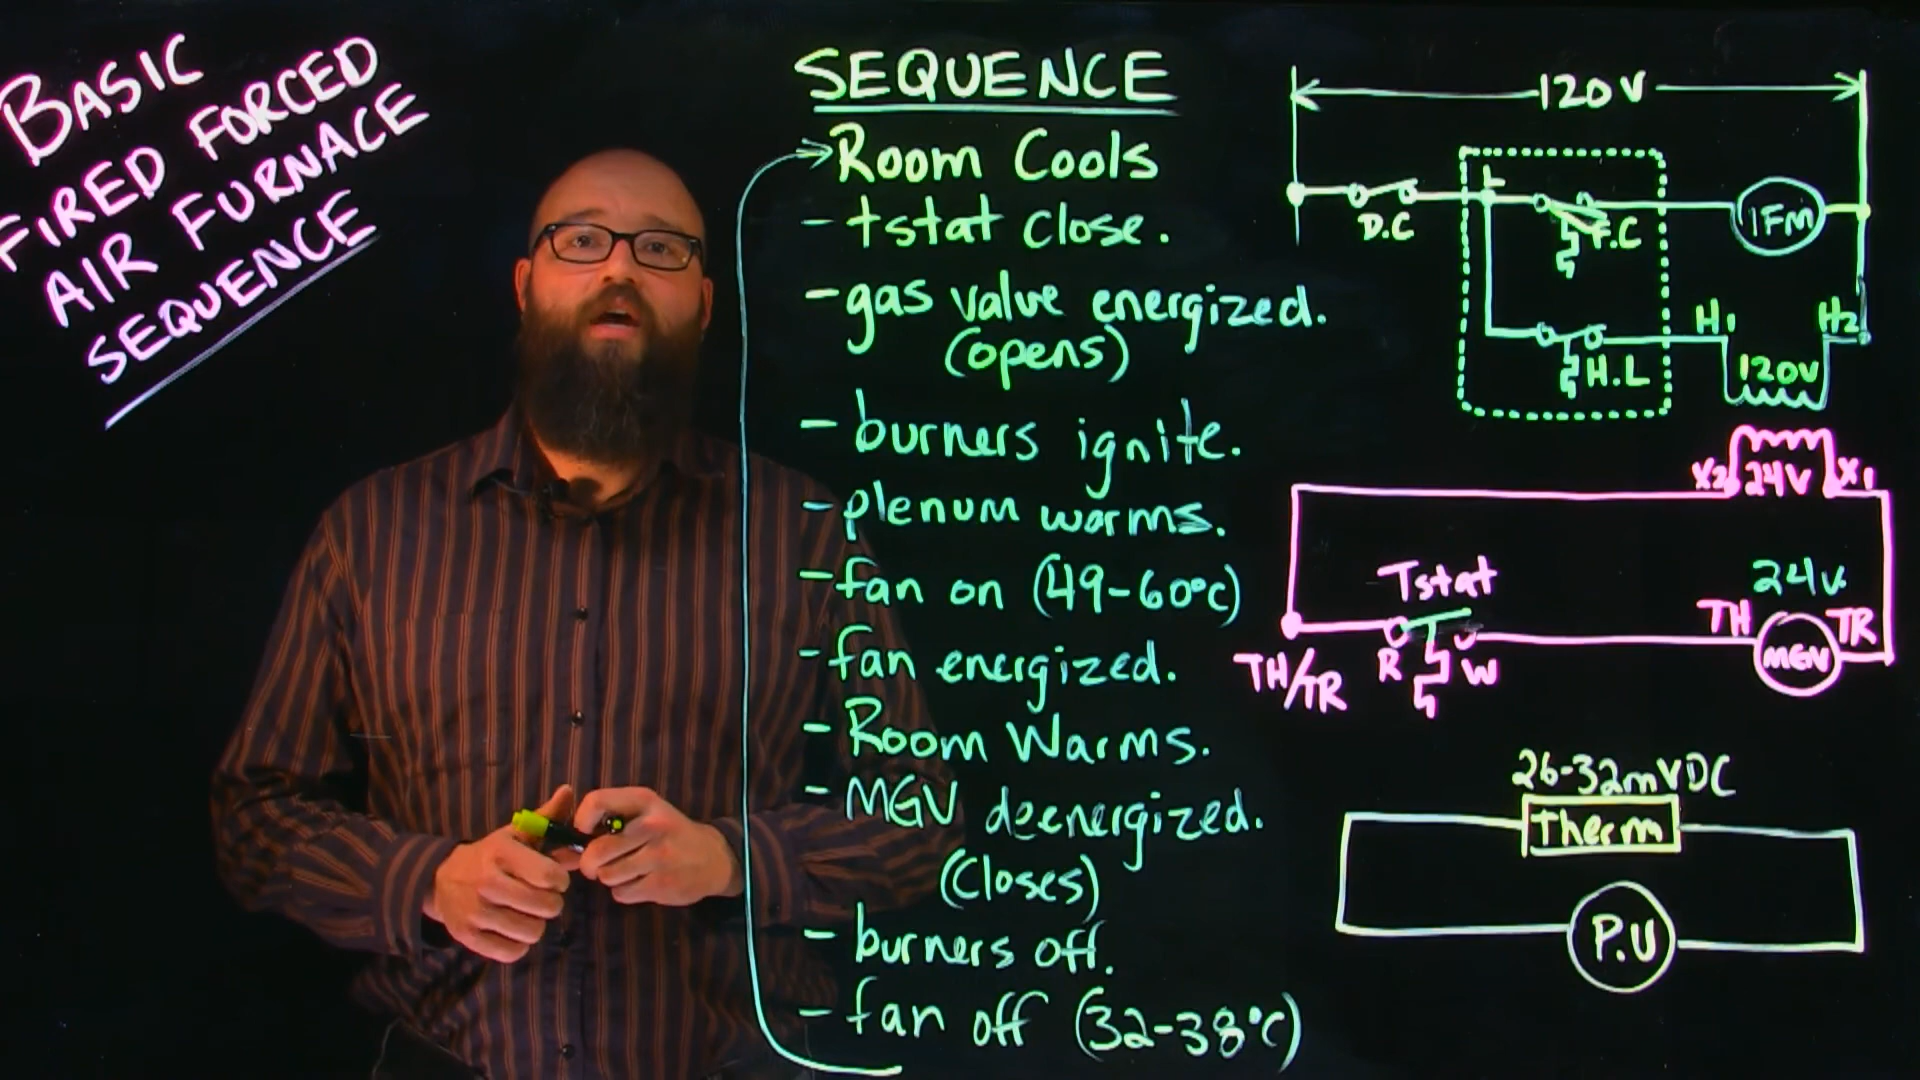 BASIC
FIRED FORCED
AIR FURNACE
SEQUENCE
SEQUENCE
Room Cools
- tstat close.
- gas valve energized.
(opens)
- burners ignite.
- plenum warms.
- fan on (49-60°C)
- fan energized.
- Room Warms.
- MGV deenergized.
(Closes)
- burners off.
- fan off (32-38°C)
120V
L
D.C
F.C
IFM
H1
H2
H.L
120V
X2
24V
X1
Tstat
24V
TH
TR
TH/TR
R
W
MGV
26-32mVDC
Therm
P.U